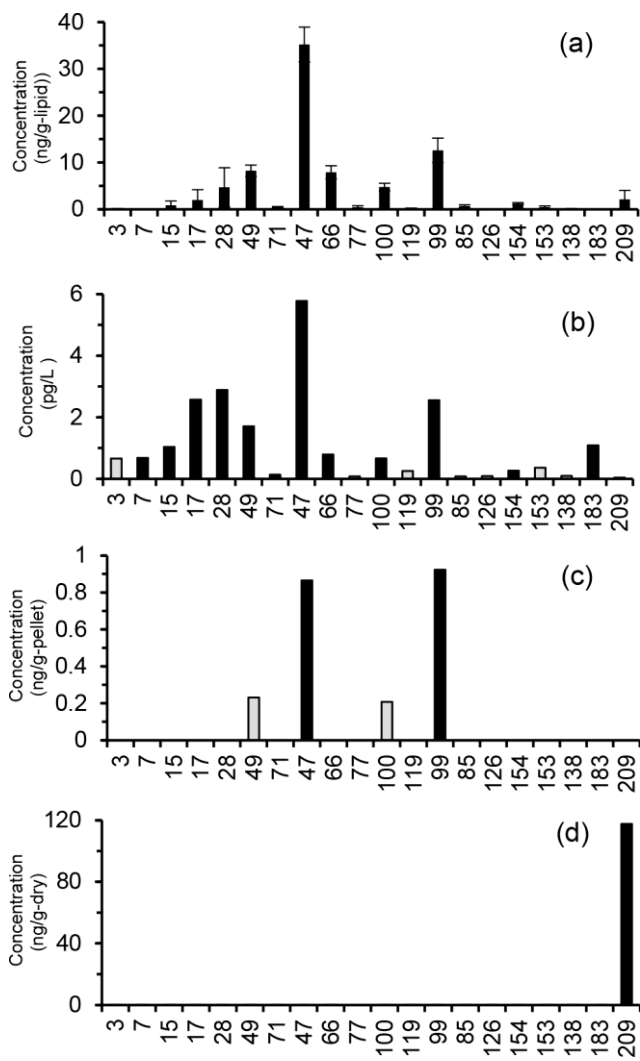 (a)
Concentration
(ng/g-lipid))
40
30
20
10
0
3 7 15 17 28 49 71 47 66 77 100 119 99 85 126 154 153 138 183 209
(b)
Concentration
(pg/L )
6
4
2
0
3 7 15 17 28 49 71 47 66 77 100 119 99 85 126 154 153 138 183 209
(c)
Concentration
(ng/g-pellet)
1
0.8
0.6
0.4
0.2
0
3 7 15 17 28 49 71 47 66 77 100 119 99 85 126 154 153 138 183 209
(d)
Concentration
(ng/g-dry)
120
80
40
0
3 7 15 17 28 49 71 47 66 77 100 119 99 85 126 154 153 138 183 209